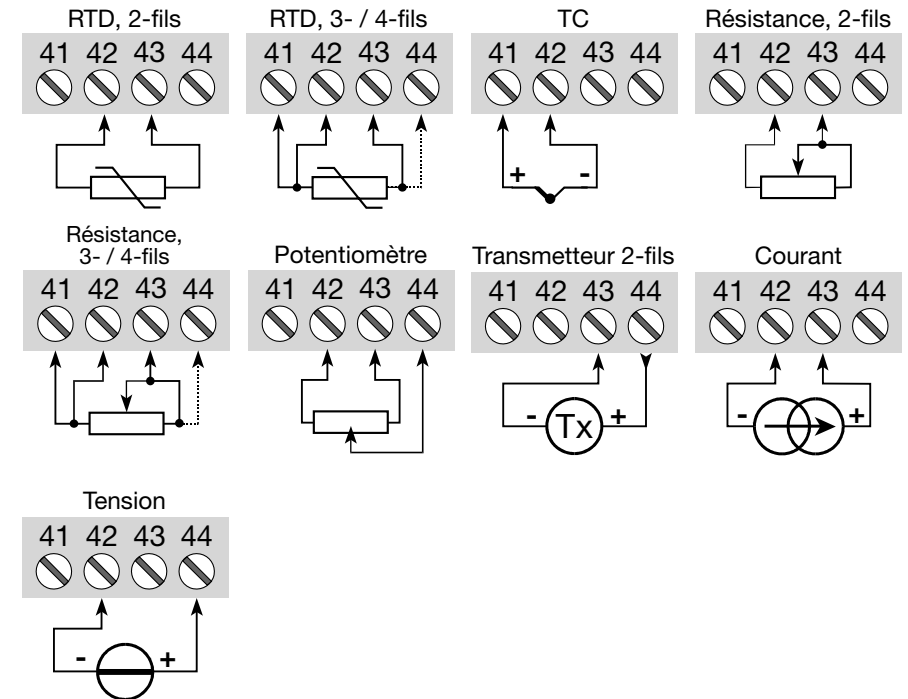 RTD, 2-fils
41 42 43 44
RTD, 3- / 4-fils
41 42 43 44
TC
41 42 43 44
+ -
Résistance, 2-fils
41 42 43 44
Résistance,
3- / 4-fils
41 42 43 44
Potentiomètre
41 42 43 44
Transmetteur 2-fils
41 42 43 44
- Tx +
Courant
41 42 43 44
- +
Tension
41 42 43 44
- +